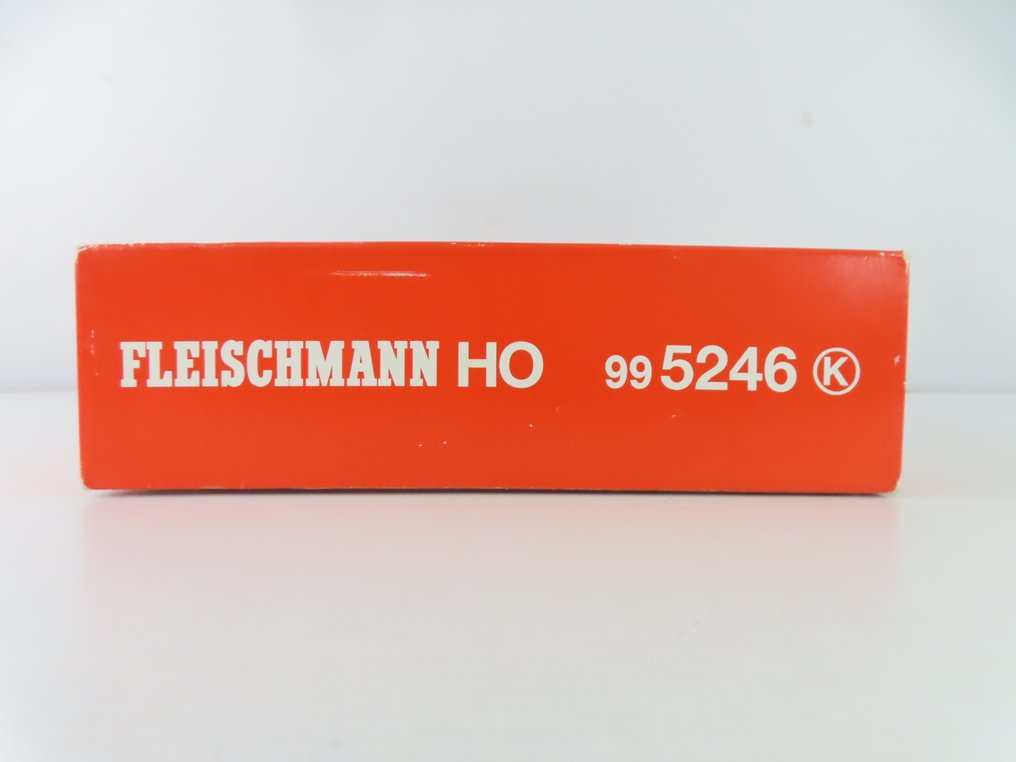 FLEISCHMANN HO 99 5246 Ⓚ